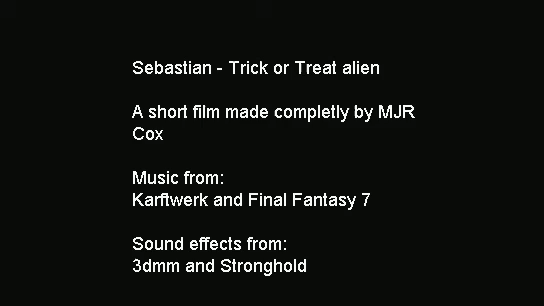 Sebastian - Trick or Treat alien
A short film made completly by MJR
Cox
Music from:
Karftwerk and Final Fantasy 7
Sound effects from:
3dmm and Stronghold